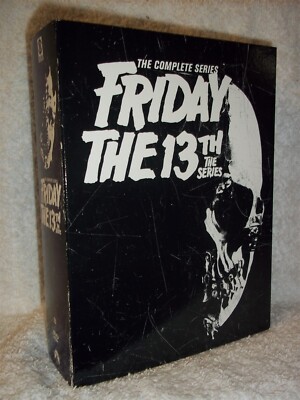 THE COMPLETE SERIES
FRIDAY
THE 13TH
THE
SERIES
FRIDAY
THE 13TH